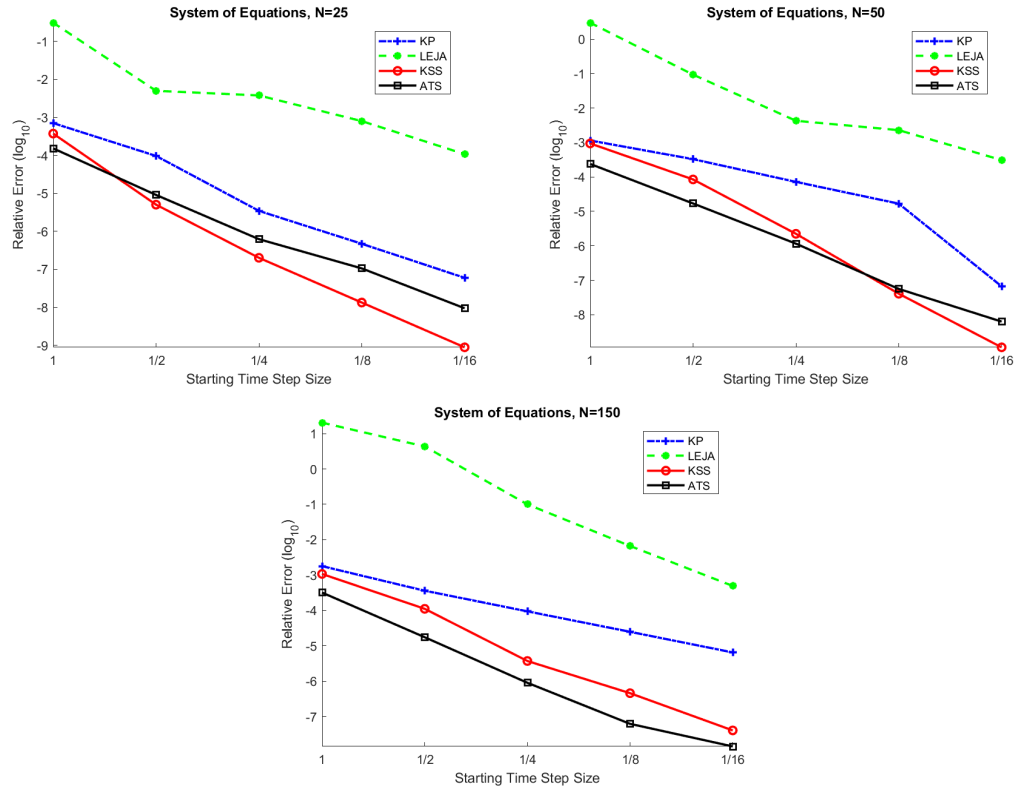 System of Equations, N=25
KP
LEJA
KSS
ATS
-1
-2
-3
-4
-5
-6
-7
-8
-9
Relative Error (log10)
1 1/2 1/4 1/8 1/16
Starting Time Step Size
System of Equations, N=50
KP
LEJA
KSS
ATS
0
-1
-2
-3
-4
-5
-6
-7
-8
Relative Error (log10)
1 1/2 1/4 1/8 1/16
Starting Time Step Size
System of Equations, N=150
KP
LEJA
KSS
ATS
1
0
-1
-2
-3
-4
-5
-6
-7
Relative Error (log10)
1 1/2 1/4 1/8 1/16
Starting Time Step Size